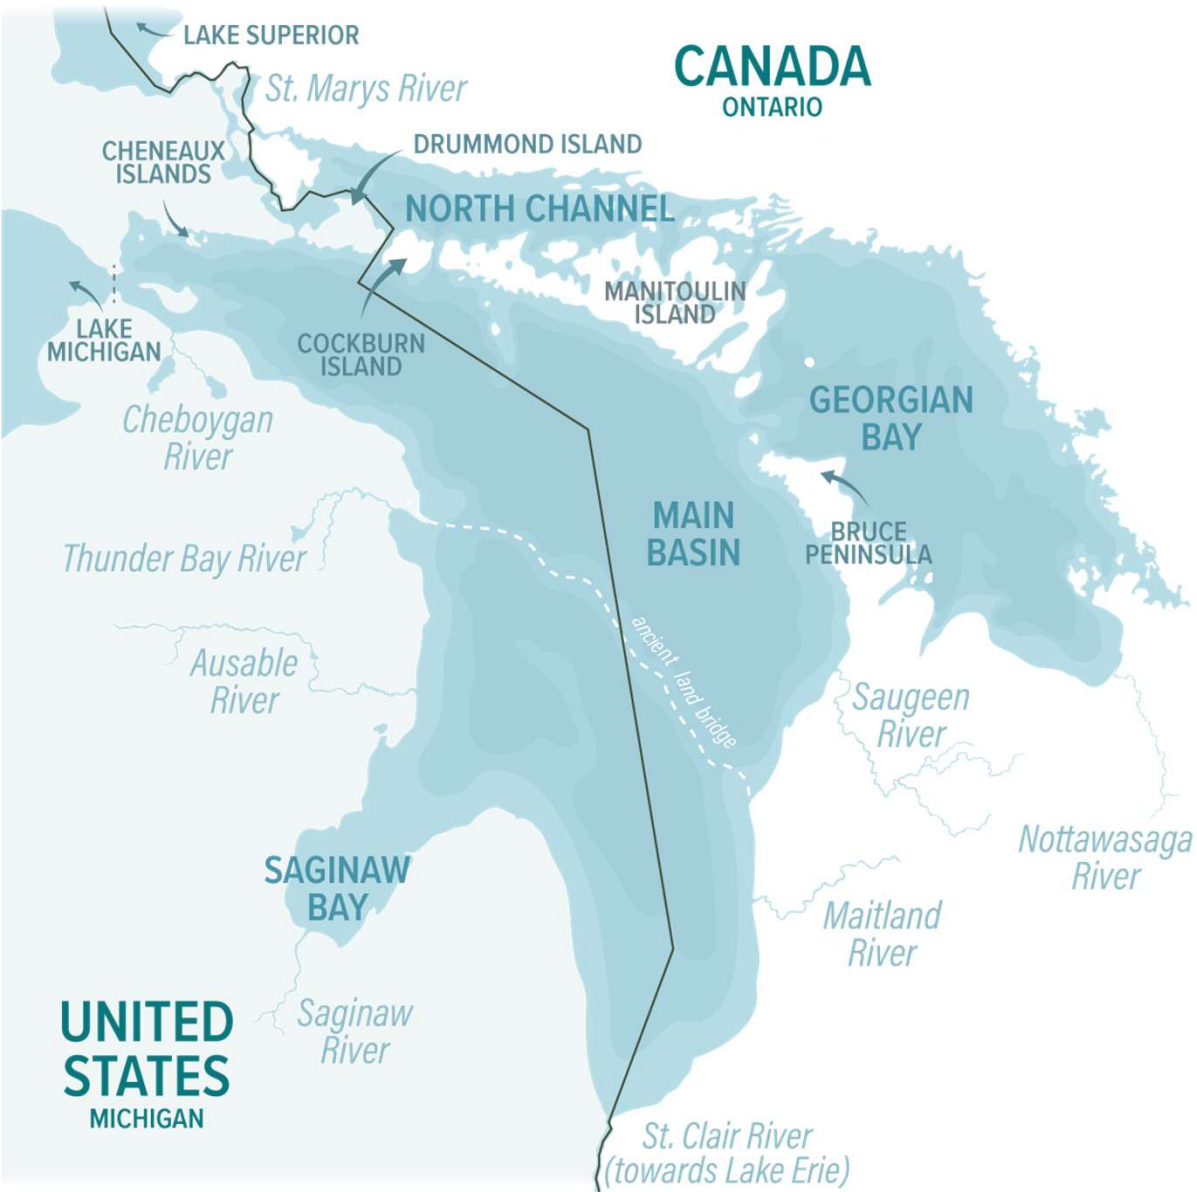 LAKE SUPERIOR
CANADA
ONTARIO
St. Marys River
DRUMMOND ISLAND
CHENEAUX
ISLANDS
NORTH CHANNEL
MANITOULIN
ISLAND
LAKE
MICHIGAN
COCKBURN
ISLAND
GEORGIAN
BAY
Cheboygan
River
MAIN
BASIN
BRUCE
PENINSULA
Thunder Bay River
ancient land bridge
Ausable
River
Saugeen
River
Nottawasaga
River
SAGINAW
BAY
Maitland
River
Saginaw
River
UNITED
STATES
MICHIGAN
St. Clair River
(towards Lake Erie)